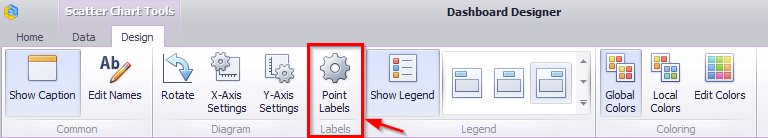 Scatter Chart Tools
Dashboard Designer
Home Data Design
Show Caption
Edit Names
Rotate
X-Axis
Settings
Y-Axis
Settings
Point
Labels
Show Legend
Global
Colors
Local
Colors
Edit Colors
Common
Diagram
Labels
Legend
Coloring